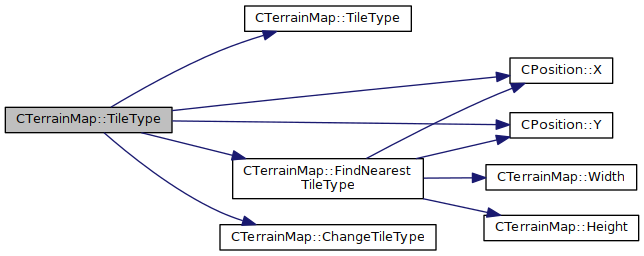 CTerrainMap::TileType
CTerrainMap::TileType
CPosition::X
CPosition::Y
CTerrainMap::FindNearest
TileType
CTerrainMap::Width
CTerrainMap::Height
CTerrainMap::ChangeTileType